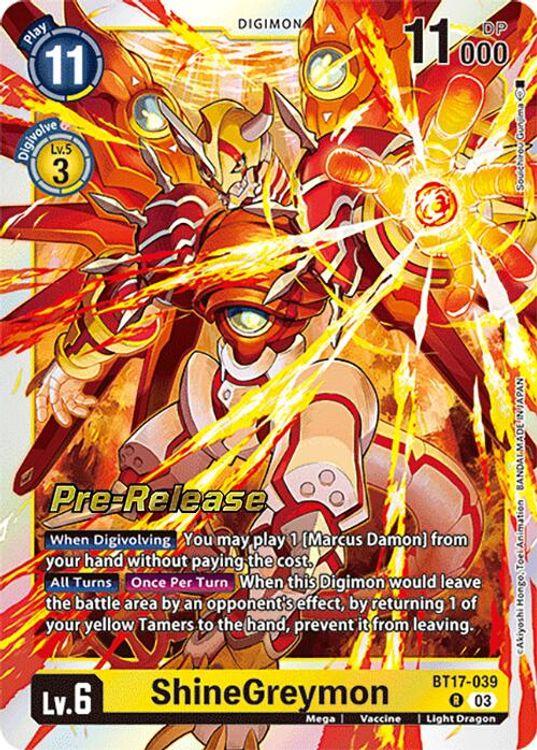 DIGIMON
Play
11
11000
DP
Digivolve
Lv.5
3
Souichirou Gunjima
Pre-Release
When Digivolving You may play 1 [Marcus Damon] from
your hand without paying the cost.
All Turns Once Per Turn When this Digimon would leave
the battle area by an opponent's effect, by returning 1 of
your yellow Tamers to the hand, prevent it from leaving.
©Akiyoshi Hongo, Toei Animation BANDAI・MADE IN JAPAN
Lv.6
ShineGreymon
BT17-039
R 03
Mega | Vaccine | Light Dragon